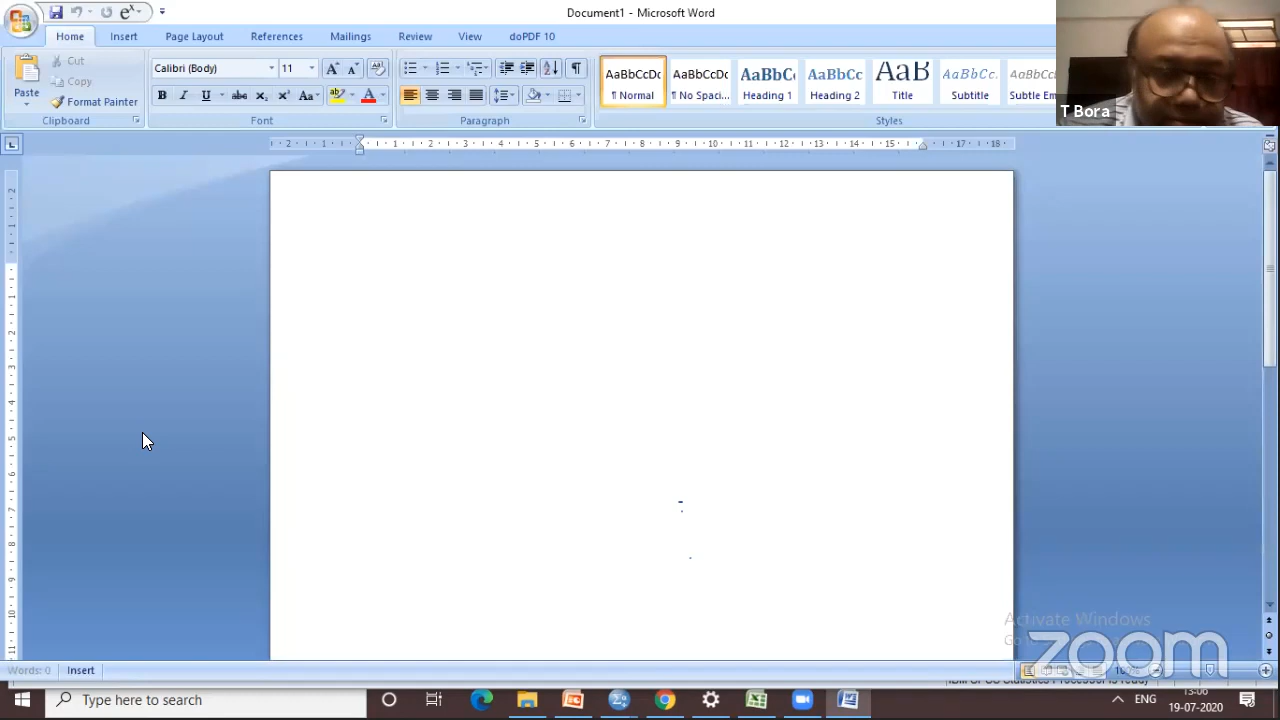 Document1 - Microsoft Word
Home Insert Page Layout References Mailings Review View doPDF 10
Paste
Cut
Copy
Format Painter
Clipboard
Calibri (Body) 11
Font
Paragraph
AaBbCcDc AaBbCcDc AaBbC AaBbCc AaB AaBbCc. AaBbCc
¶ Normal ¶ No Spaci... Heading 1 Heading 2 Title Subtitle Subtle Em
Styles
T Bora
Activate Windows
zoom
Words: 0 Insert
Type here to search
ENG
13-06
19-07-2020